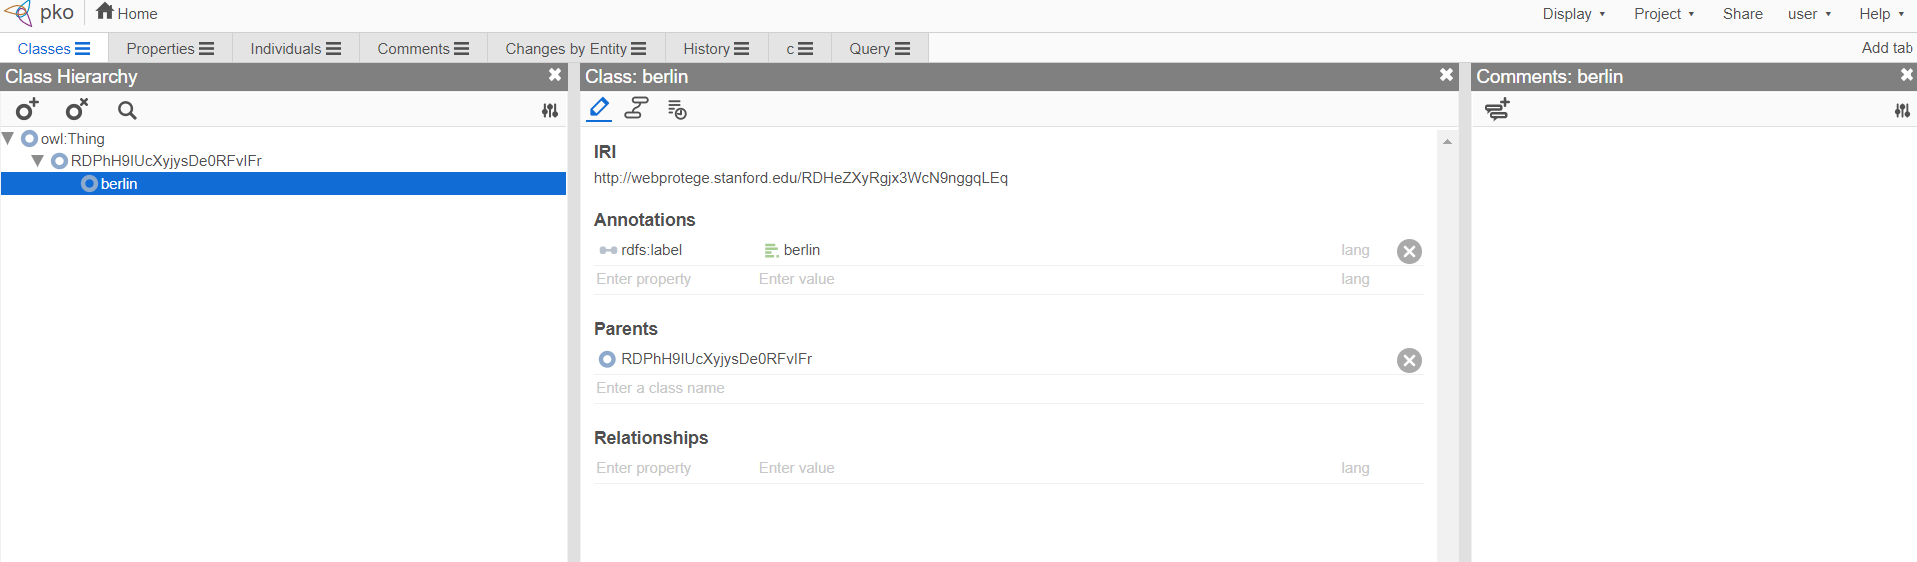 pko Home Display Project Share user Help
Classes Properties Individuals Comments Changes by Entity History c Query Add tab
Class Hierarchy
owl:Thing
RDPhH9IUcXyjysDe0RFvIFr
berlin
Class: berlin
IRI
http://webprotege.stanford.edu/RDHeZXyRgjx3WcN9nggqLEq
Annotations
rdfs:label berlin lang
Enter property Enter value lang
Parents
RDPhH9IUcXyjysDe0RFvIFr
Enter a class name
Relationships
Enter property Enter value lang
Comments: berlin